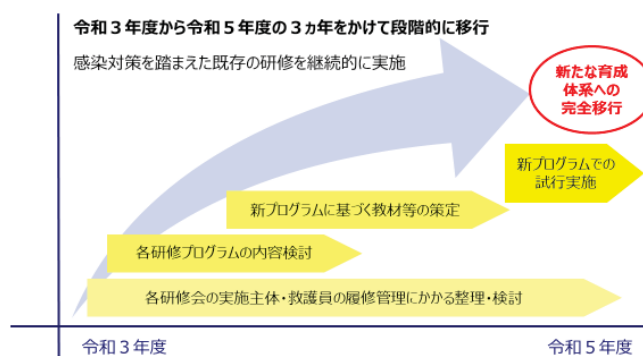 令和３年度から令和５年度の３ヵ年をかけて段階的に移行
感染対策を踏まえた既存の研修を継続的に実施
新たな育成
体系への
完全移行
新プログラムでの
試行実施
新プログラムに基づく教材等の策定
各研修プログラムの内容検討
各研修会の実施主体・救護員の履修管理にかかる整理・検討
令和３年度
令和５年度